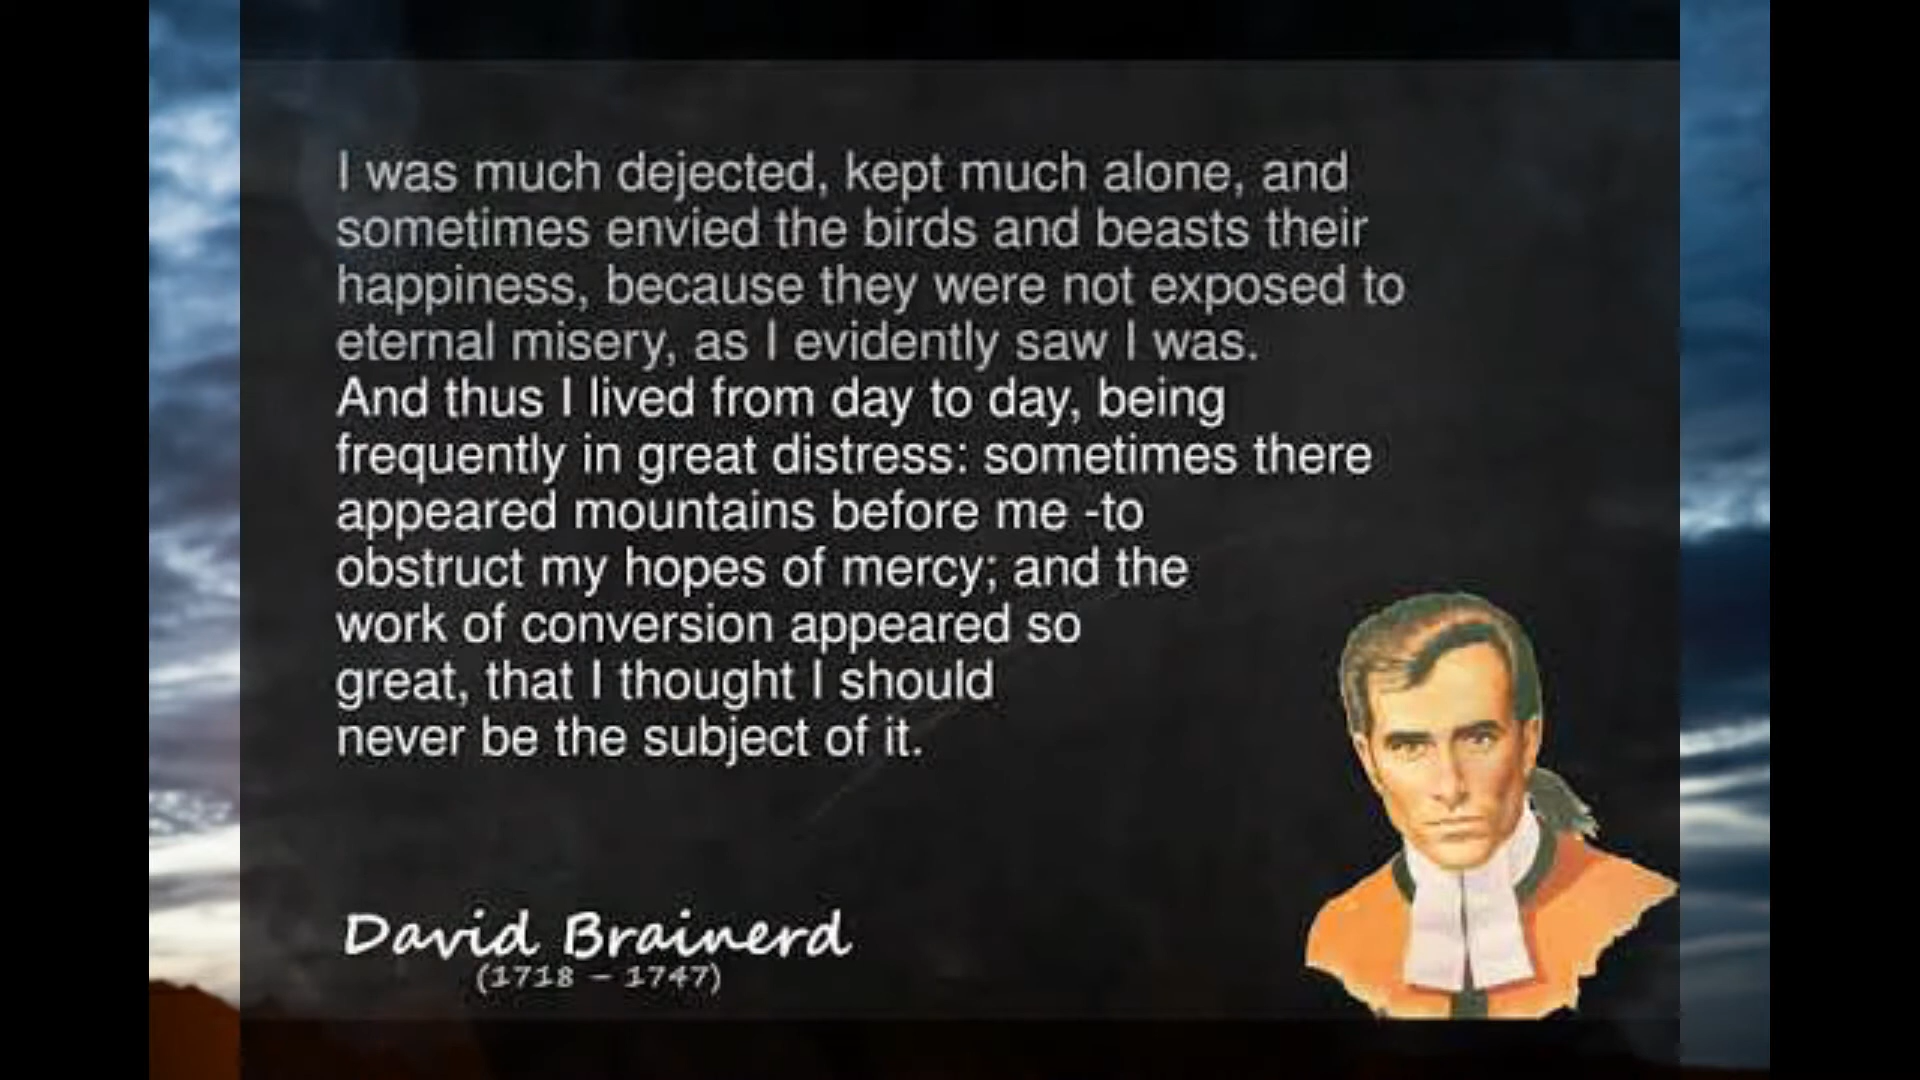 I was much dejected, kept much alone, and
sometimes envied the birds and beasts their
happiness, because they were not exposed to
eternal misery, as I evidently saw I was.
And thus I lived from day to day, being
frequently in great distress: sometimes there
appeared mountains before me -to
obstruct my hopes of mercy; and the
work of conversion appeared so
great, that I thought I should
never be the subject of it.
David Brainerd
(1718 – 1747)